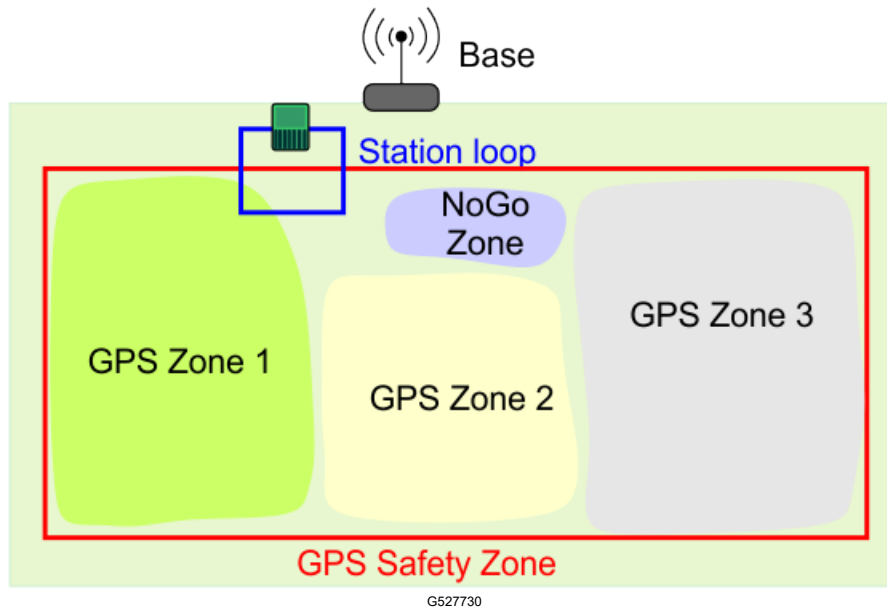 Base
Station loop
NoGo
Zone
GPS Zone 3
GPS Zone 1
GPS Zone 2
GPS Safety Zone
G527730